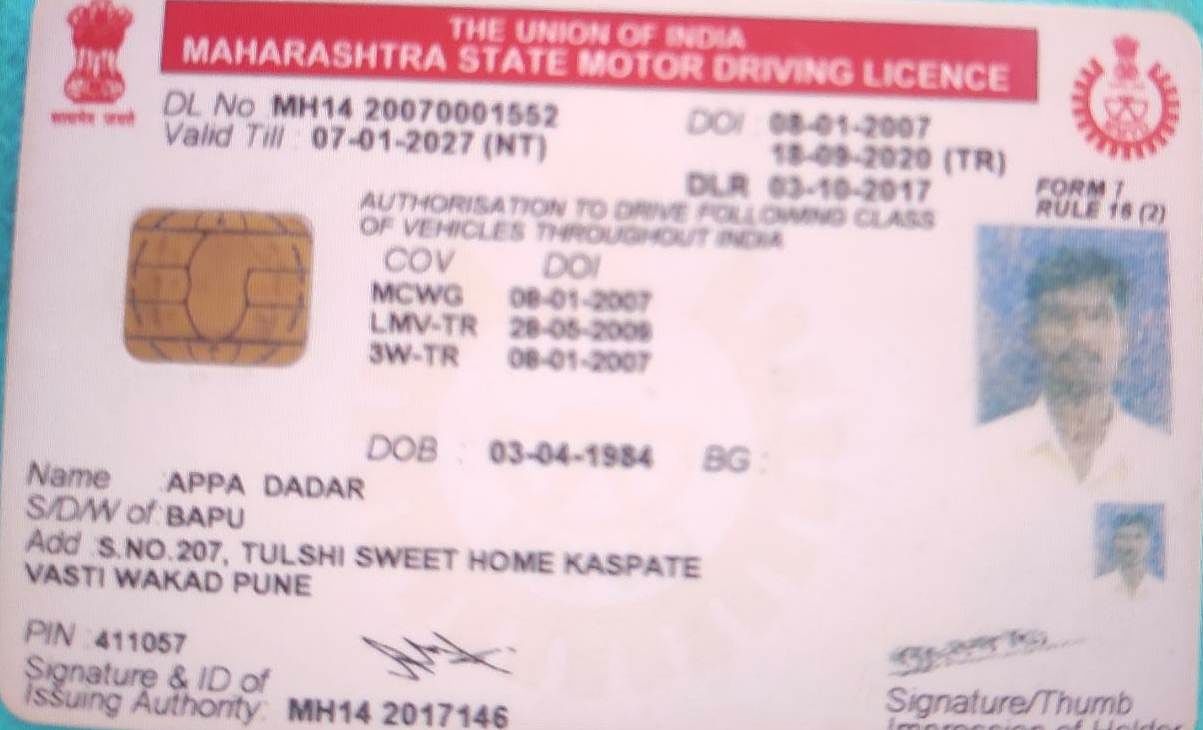 THE UNION OF INDIA
MAHARASHTRA STATE MOTOR DRIVING LICENCE
सत्यमेव जयते
DL No MH14 20070001552
DOI : 08-01-2007
Valid Till : 07-01-2027 (NT)
18-09-2020 (TR)
DLR 03-10-2017
FORM 7
RULE 16 (2)
AUTHORISATION TO DRIVE FOLLOWING CLASS
OF VEHICLES THROUGHOUT INDIA
COV DOI
MCWG 08-01-2007
LMV-TR 28-05-2008
3W-TR 08-01-2007
DOB : 03-04-1984 BG :
Name : APPA DADAR
S/D/W of : BAPU
Add : S.NO.207, TULSHI SWEET HOME KASPATE
VASTI WAKAD PUNE
PIN : 411057
Signature & ID of
Issuing Authority: MH14 2017146
Signature/Thumb
Impression of Holder